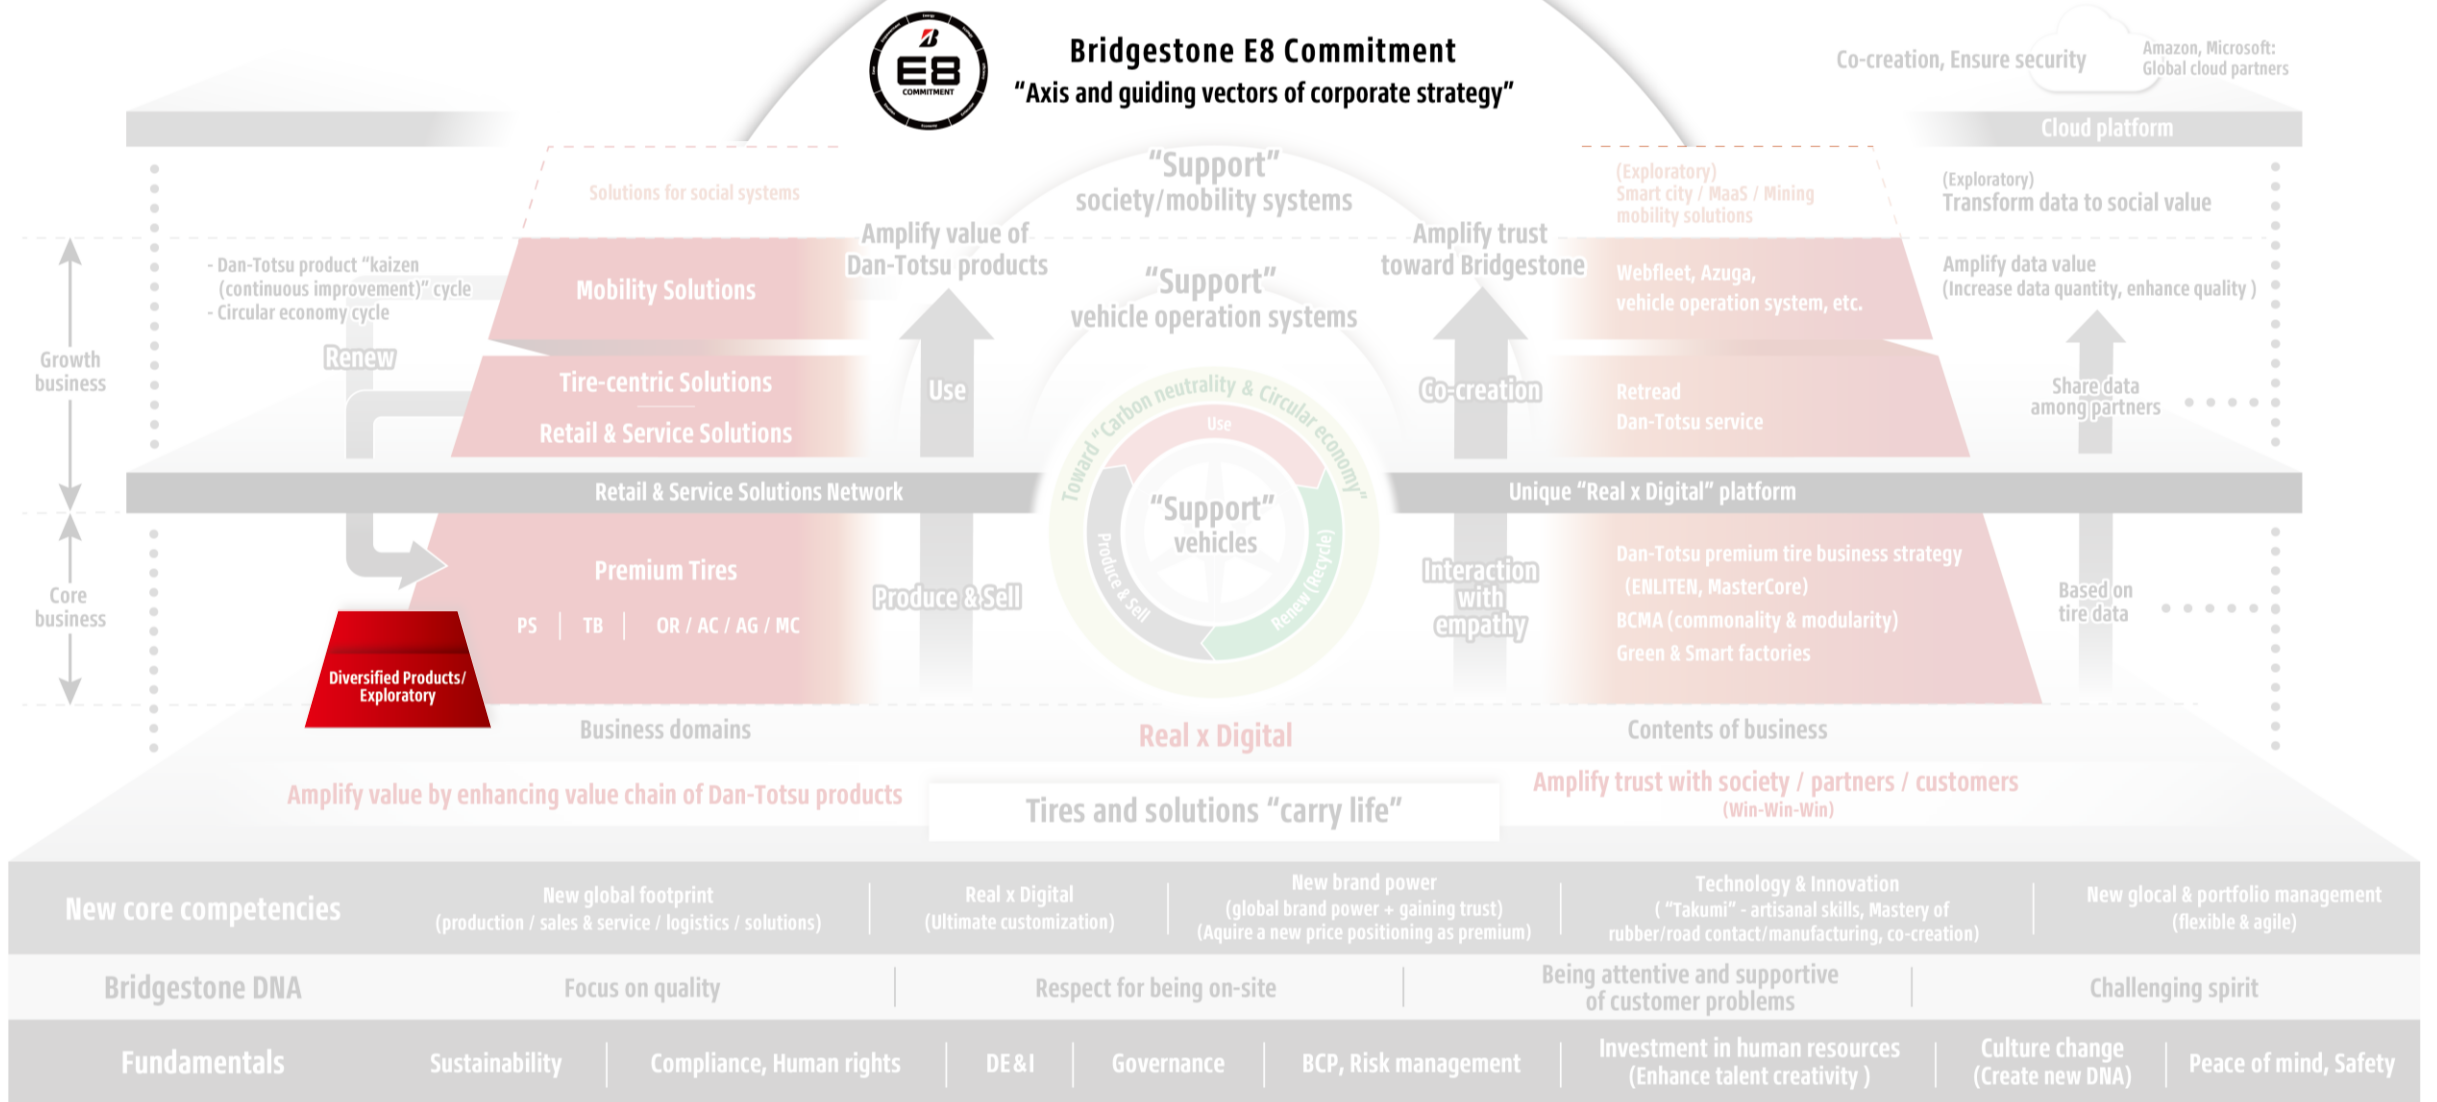 E8
COMMITMENT
Bridgestone E8 Commitment
“Axis and guiding vectors of corporate strategy”
Co-creation, Ensure security
Amazon, Microsoft:
Global cloud partners
Cloud platform
Solutions for social systems
“Support”
society/mobility systems
(Exploratory)
Smart city / MaaS / Mining
mobility solutions
(Exploratory)
Transform data to social value
- Dan-Totsu product “kaizen
(continuous improvement)” cycle
- Circular economy cycle
Renew
Growth
business
Mobility Solutions
Tire-centric Solutions
Retail & Service Solutions
Amplify value of
Dan-Totsu products
Use
“Support”
vehicle operation systems
Amplify trust
toward Bridgestone
Co-creation
Webfleet, Azuga,
vehicle operation system, etc.
Retread
Dan-Totsu service
Amplify data value
(Increase data quantity, enhance quality )
Share data
among partners
Retail & Service Solutions Network
Unique “Real x Digital” platform
Toward “Carbon neutrality & Circular economy”
Use
Produce & Sell
Renew (Recycle)
“Support”
vehicles
Core
business
Premium Tires
PS
TB
OR / AC / AG / MC
Diversified Products/
Exploratory
Produce & Sell
Interaction
with
empathy
Dan-Totsu premium tire business strategy
(ENLITEN, MasterCore)
BCMA (commonality & modularity)
Green & Smart factories
Based on
tire data
Business domains
Real x Digital
Contents of business
Amplify value by enhancing value chain of Dan-Totsu products
Tires and solutions “carry life”
Amplify trust with society / partners / customers
(Win-Win-Win)
New core competencies
New global footprint
(production / sales & service / logistics / solutions)
Real x Digital
(Ultimate customization)
New brand power
(global brand power + gaining trust)
(Aquire a new price positioning as premium)
Technology & Innovation
( “Takumi” - artisanal skills, Mastery of
rubber/road contact/manufacturing, co-creation)
New glocal & portfolio management
(flexible & agile)
Bridgestone DNA
Focus on quality
Respect for being on-site
Being attentive and supportive
of customer problems
Challenging spirit
Fundamentals
Sustainability
Compliance, Human rights
DE&I
Governance
BCP, Risk management
Investment in human resources
(Enhance talent creativity )
Culture change
(Create new DNA)
Peace of mind, Safety